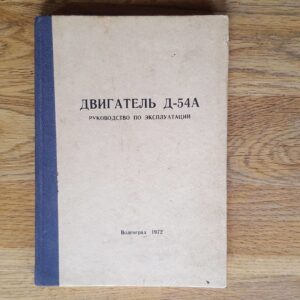 ДВИГАТЕЛЬ Д-54А
РУКОВОДСТВО ПО ЭКСПЛУАТАЦИИ
Волгоград 1972